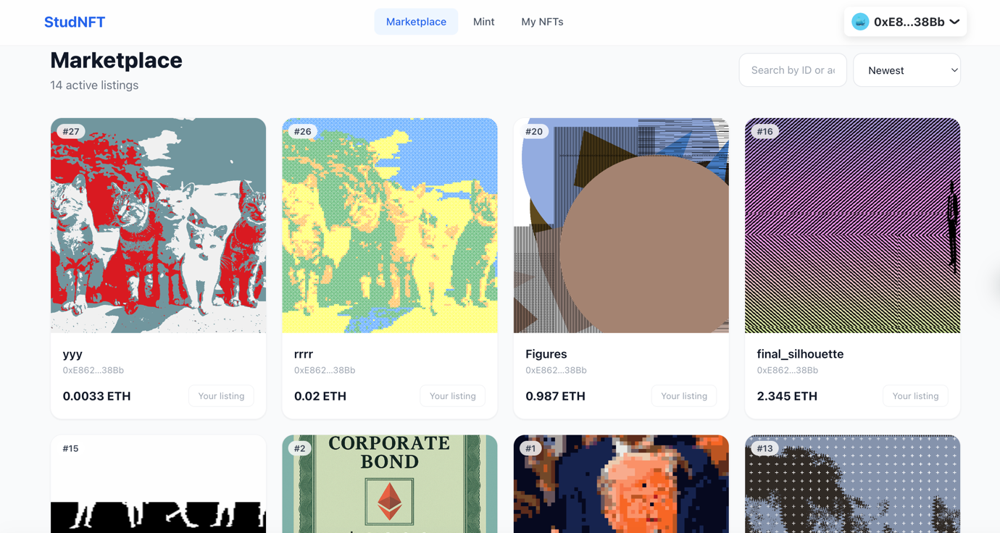 StudNFT
Marketplace
Mint
My NFTs
0xE8...38Bb
Marketplace
14 active listings
Search by ID or ac
Newest
#27
#26
#20
#16
yyy
0xE862...38Bb
0.0033 ETH
Your listing
rrrr
0xE862...38Bb
0.02 ETH
Your listing
Figures
0xE862...38Bb
0.987 ETH
Your listing
final_silhouette
0xE862...38Bb
2.345 ETH
Your listing
#15
#2
CORPORATE
BOND
#1
#13